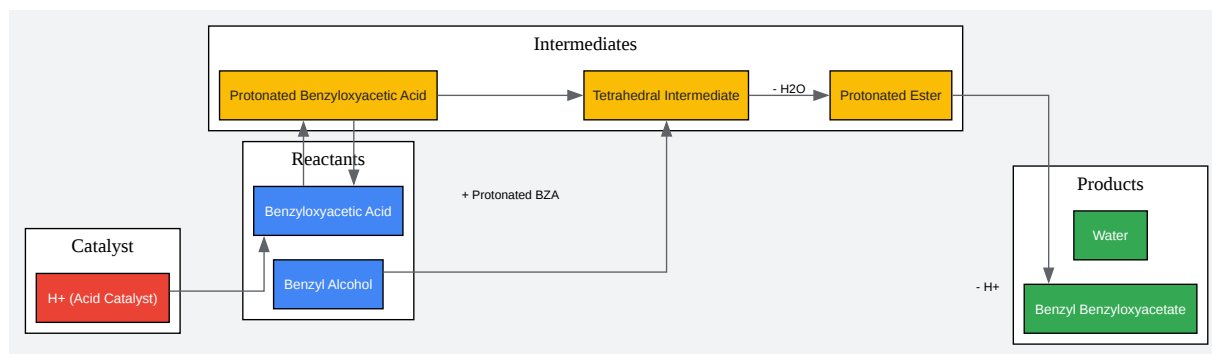 Intermediates
Protonated Benzyloxyacetic Acid
Tetrahedral Intermediate
- H2O
Protonated Ester
Reactants
Benzyloxyacetic Acid
+ Protonated BZA
Benzyl Alcohol
Catalyst
H+ (Acid Catalyst)
Products
Water
- H+
Benzyl Benzyloxyacetate